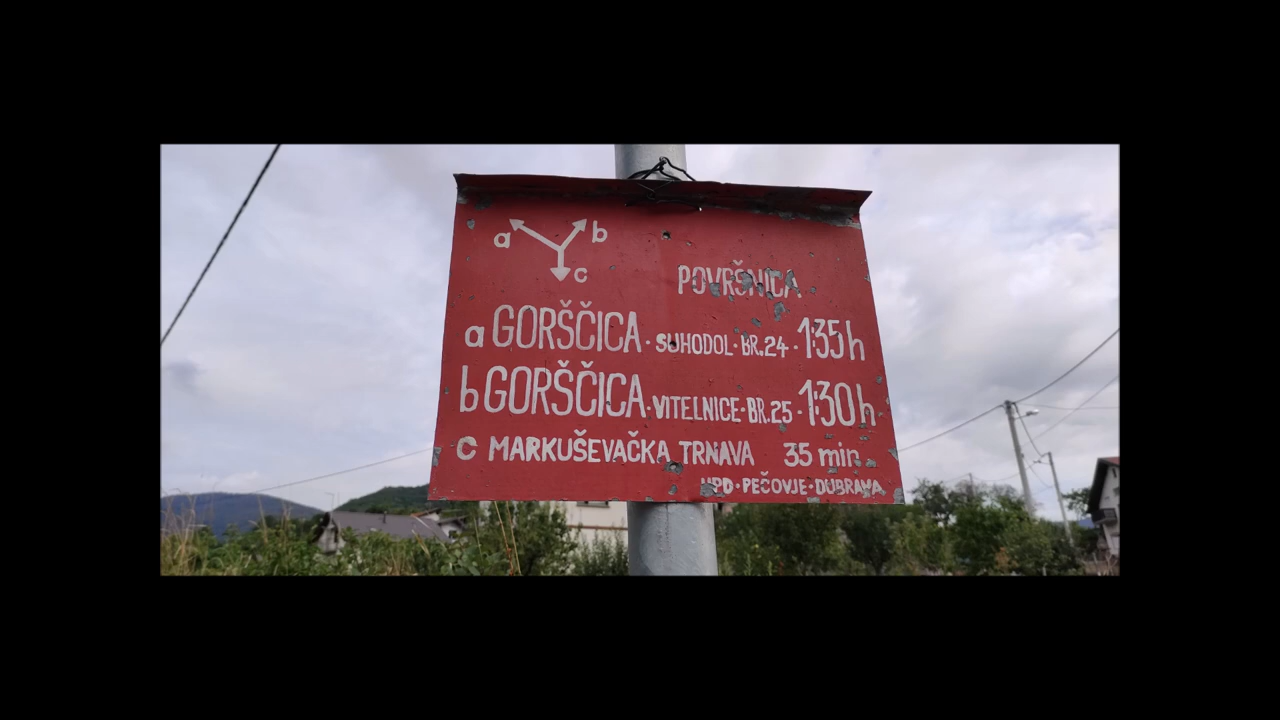 a b
c
POVRŠNICA
a GORŠČICA · SUHODOL · BR.24 · 1:35 h
b GORŠČICA · VITELNICE · BR.25 · 1:30 h
c MARKUŠEVAČKA TRNAVA 35 min
HPD · PEČOVJE · DUBRAVA